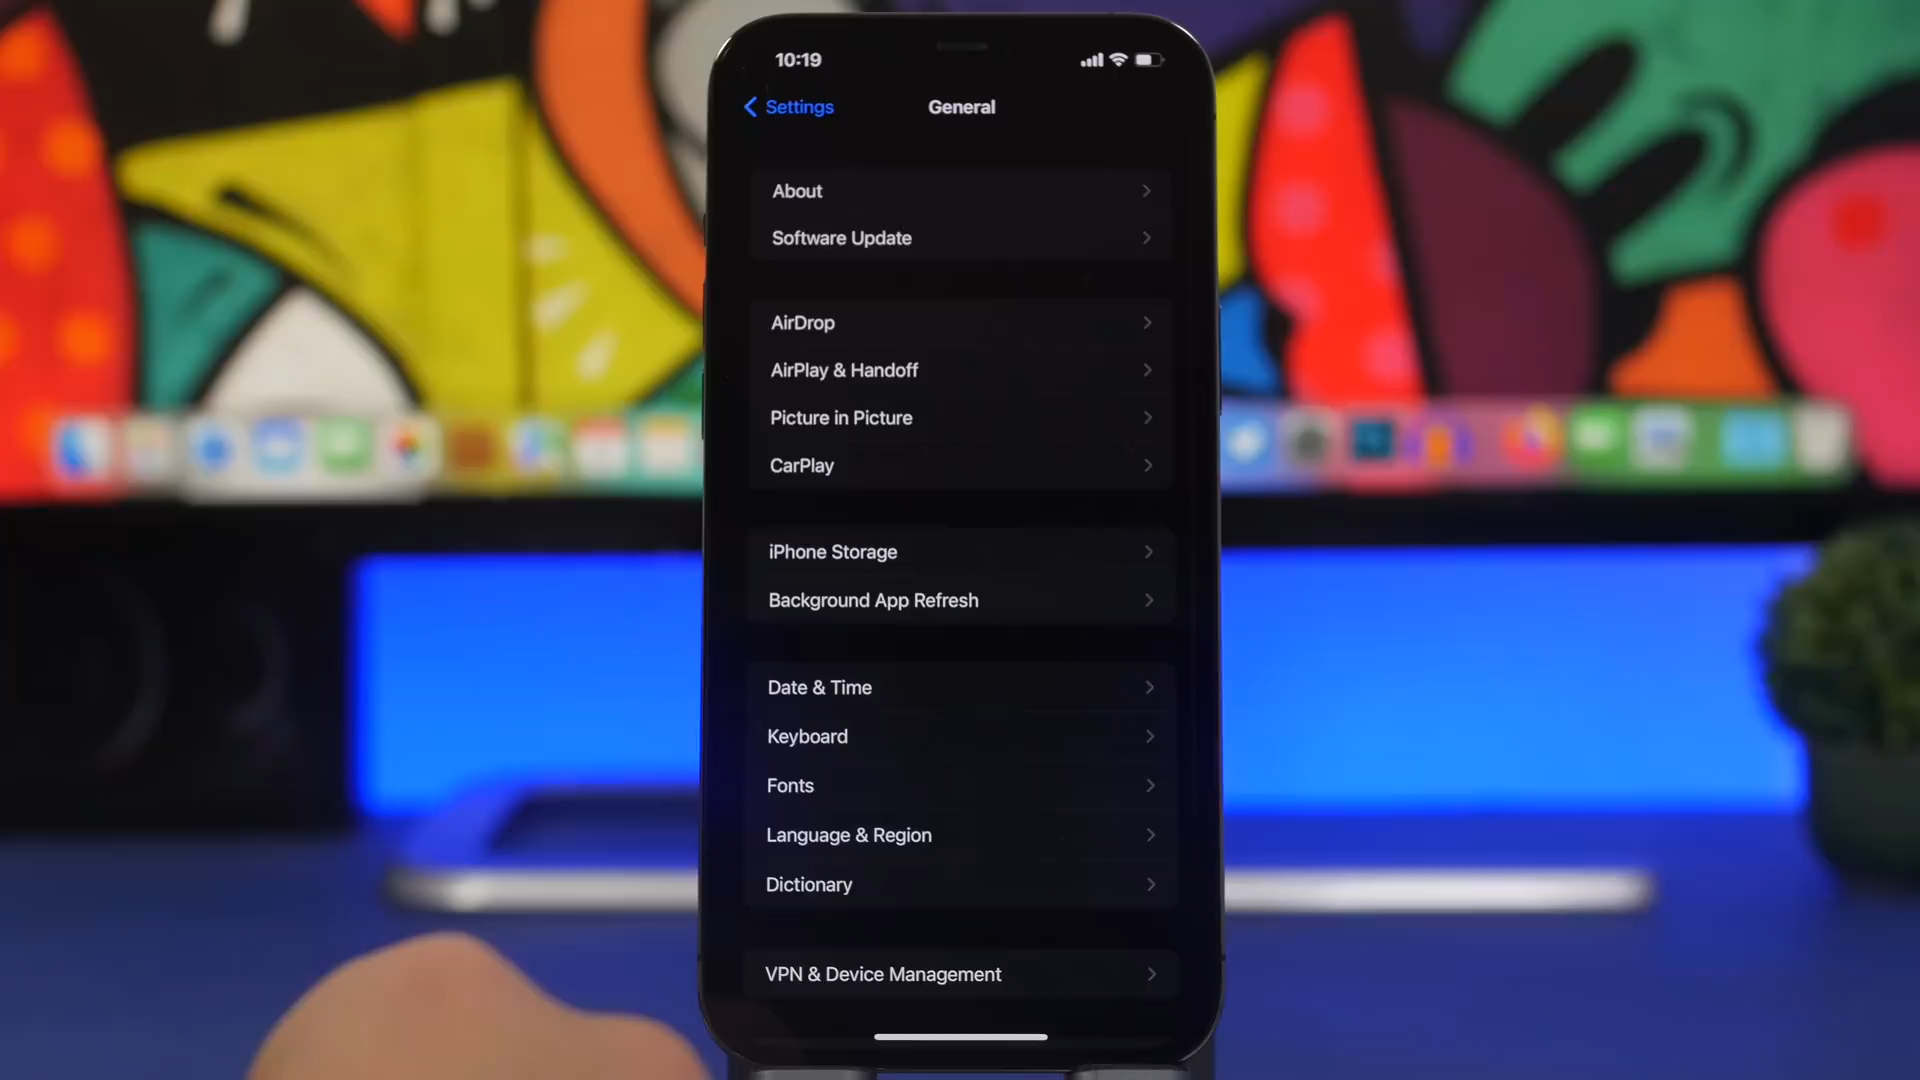 10:19
Settings
General
About
Software Update
AirDrop
AirPlay & Handoff
Picture in Picture
CarPlay
iPhone Storage
Background App Refresh
Date & Time
Keyboard
Fonts
Language & Region
Dictionary
VPN & Device Management